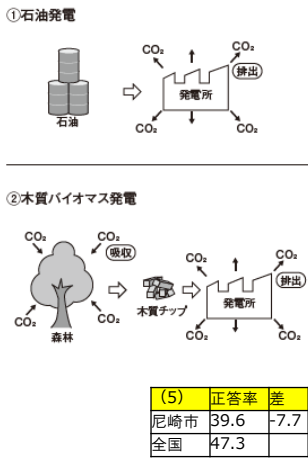 ①石油発電
CO₂
CO₂
排出
発電所
石油
CO₂
CO₂
②木質バイオマス発電
CO₂
CO₂
吸収
CO₂
CO₂
排出
発電所
木質チップ
CO₂
CO₂
森林
CO₂
CO₂
(5) 正答率 差
尼崎市 39.6 -7.7
全国 47.3